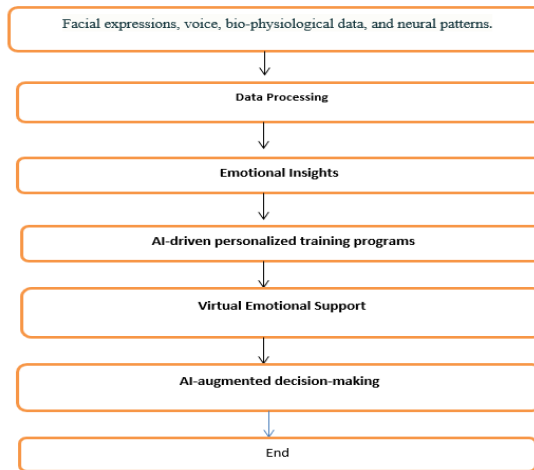 Facial expressions, voice, bio-physiological data, and neural patterns.
Data Processing
Emotional Insights
AI-driven personalized training programs
Virtual Emotional Support
AI-augmented decision-making
End